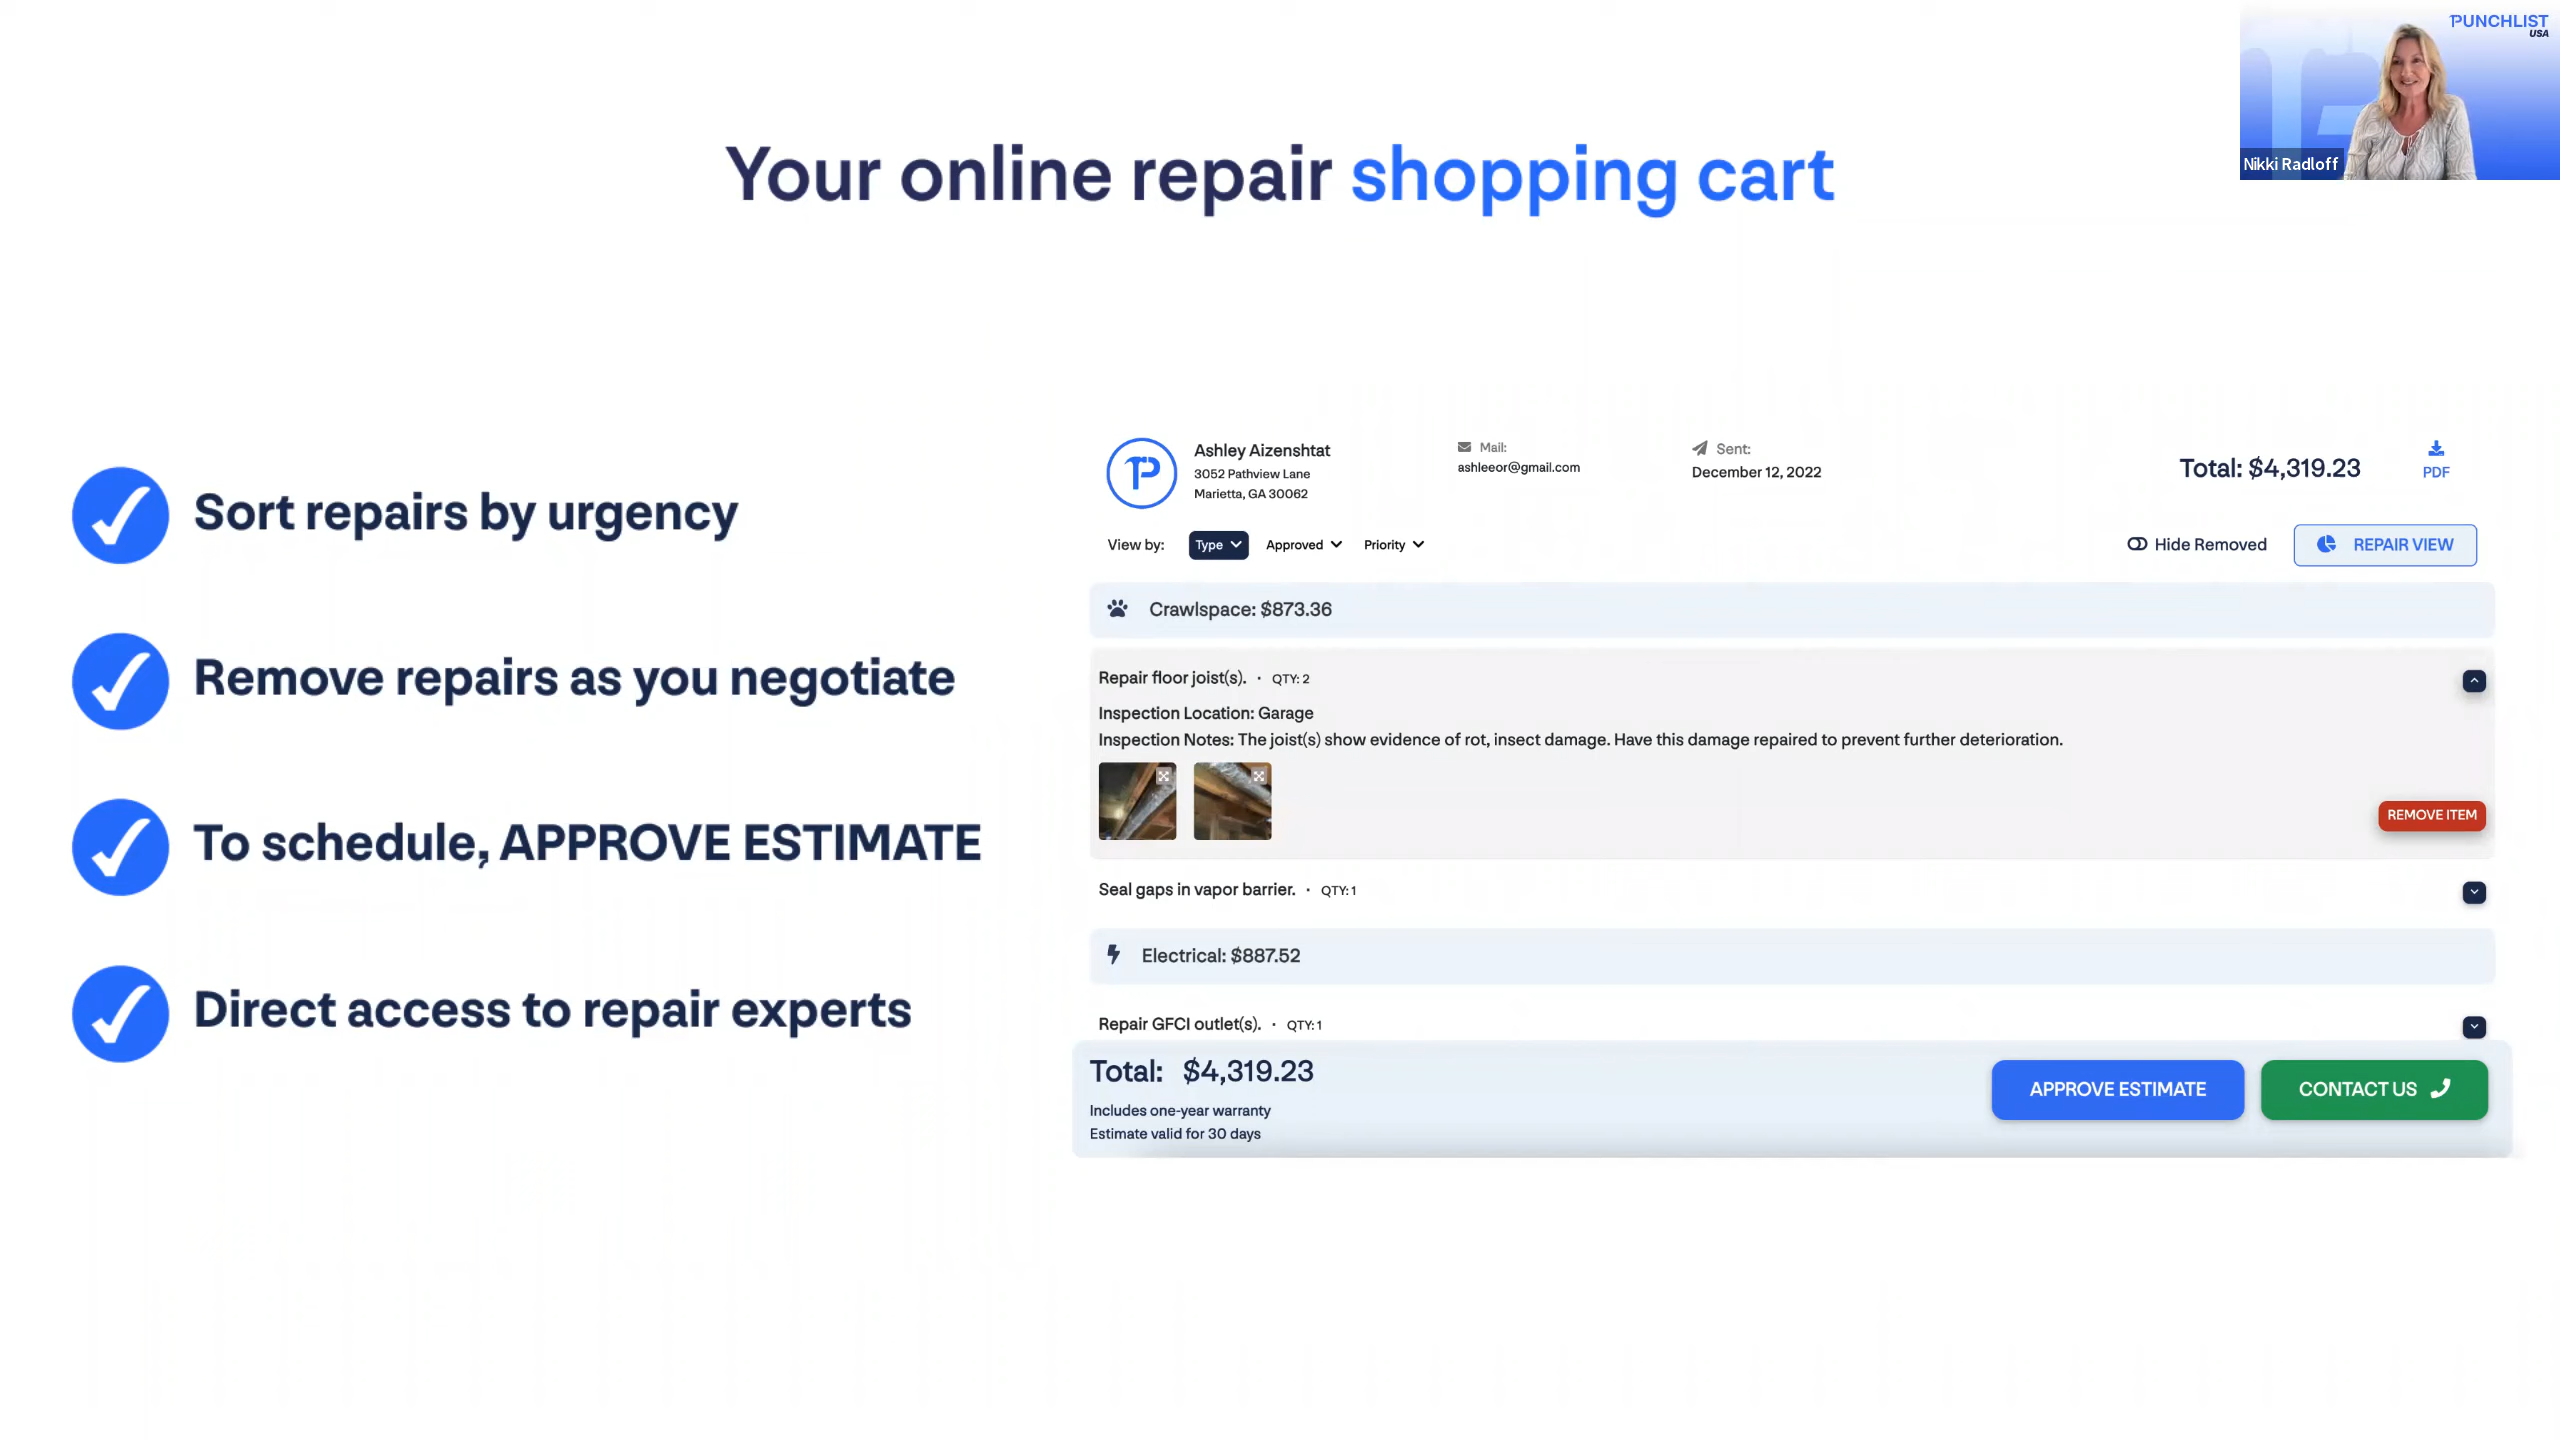 PUNCHLIST
USA
Nikki Radloff
Your online repair shopping cart
Sort repairs by urgency
Remove repairs as you negotiate
To schedule, APPROVE ESTIMATE
Direct access to repair experts
Ashley Aizenshtat
3052 Pathview Lane
Marietta, GA 30062
Mail:
ashleeor@gmail.com
Sent:
December 12, 2022
Total: $4,319.23
PDF
View by: Type Approved Priority
Hide Removed
REPAIR VIEW
Crawlspace: $873.36
Repair floor joist(s). · QTY: 2
Inspection Location: Garage
Inspection Notes: The joist(s) show evidence of rot, insect damage. Have this damage repaired to prevent further deterioration.
REMOVE ITEM
Seal gaps in vapor barrier. · QTY: 1
Electrical: $887.52
Repair GFCI outlet(s). · QTY: 1
Total: $4,319.23
Includes one-year warranty
Estimate valid for 30 days
APPROVE ESTIMATE
CONTACT US